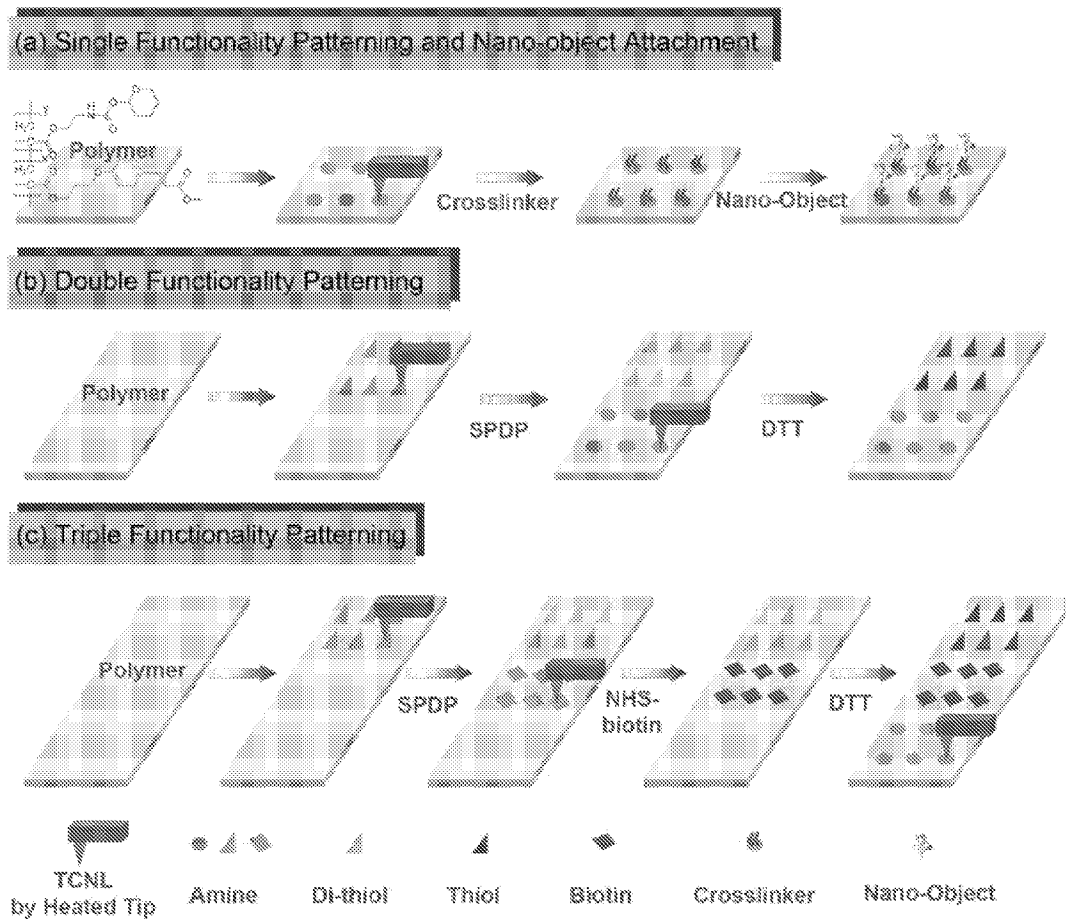 (a) Single Functionality Patterning and Nano-object Attachment
Polymer
Crosslinker
Nano-Object
(b) Double Functionality Patterning
Polymer
SPDP
DTT
(c) Triple Functionality Patterning
Polymer
SPDP
NHS-
biotin
DTT
TCNL
by Heated Tip
Amine
Di-thiol
Thiol
Biotin
Crosslinker
Nano-Object